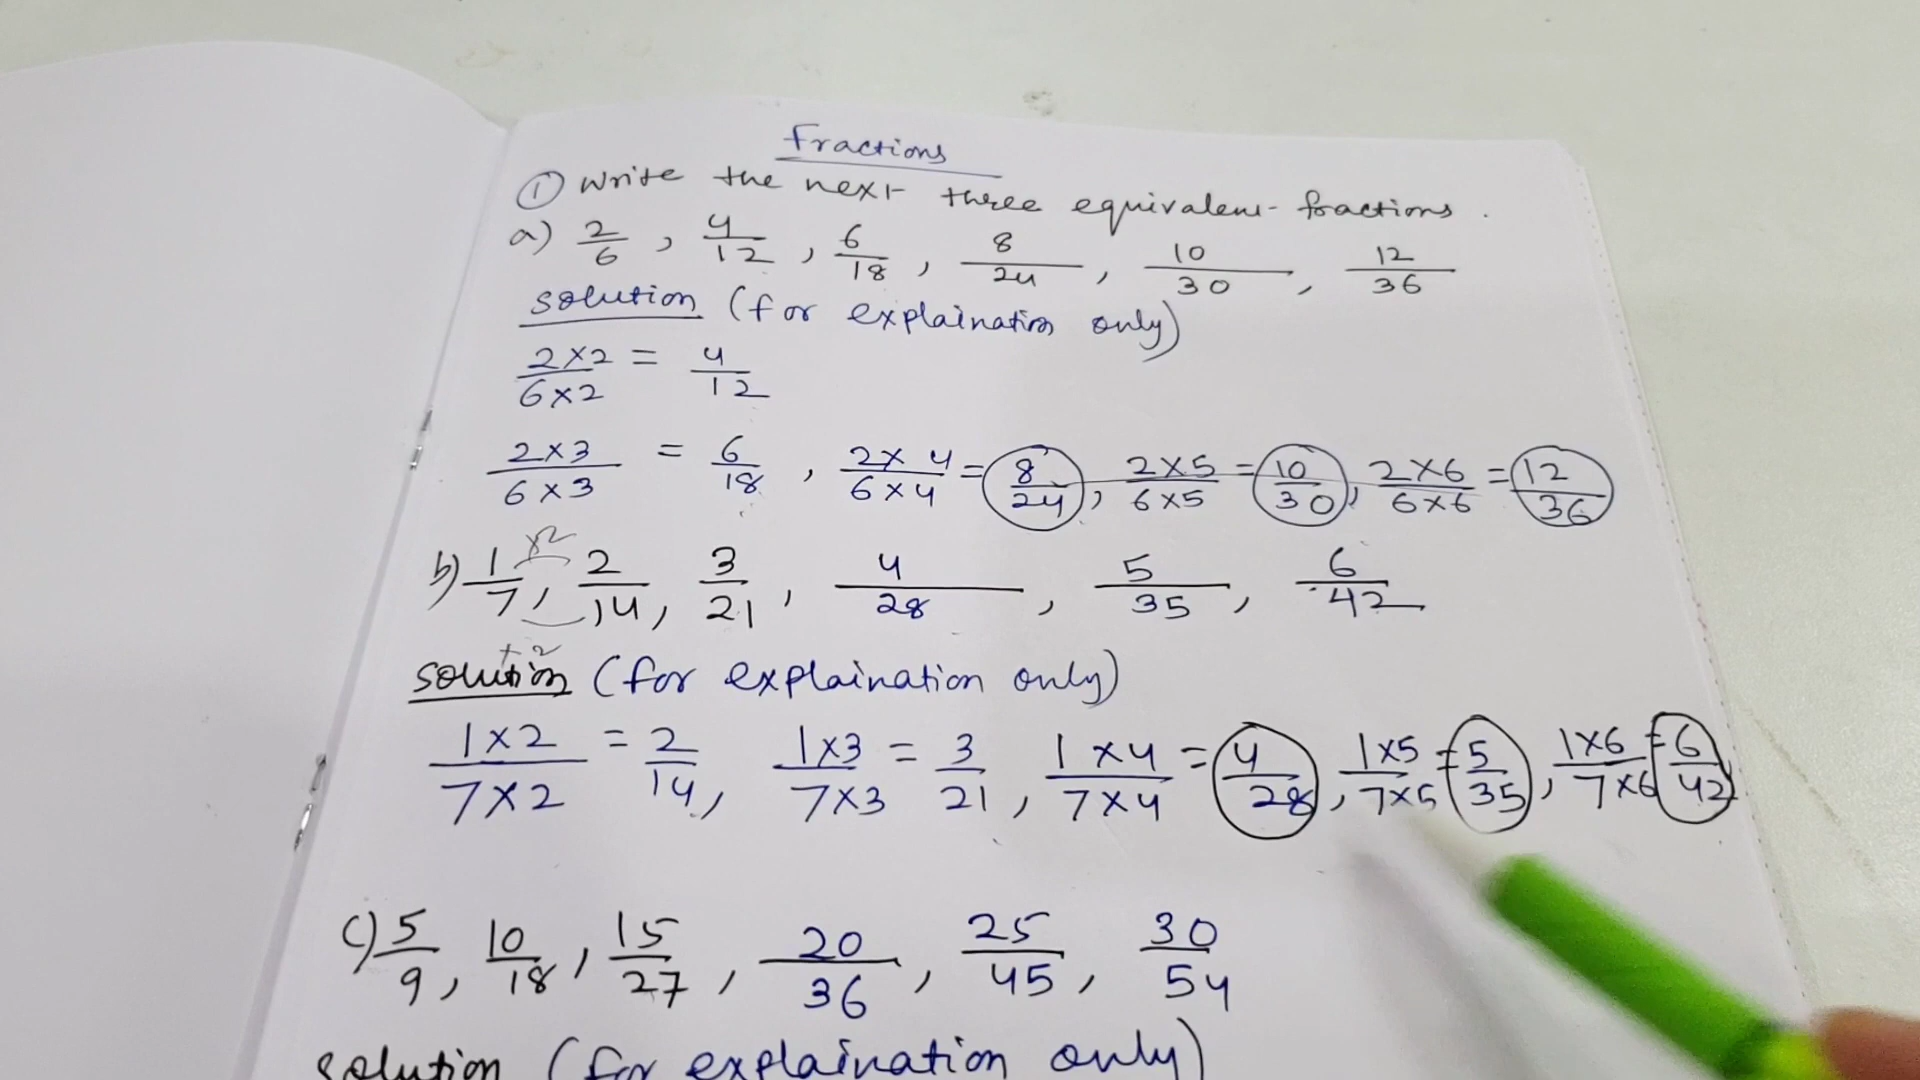 Fractions
① Write the next three equivalent fractions.
a) 2/6 , 4/12 , 6/18 , 8/24 , 10/30 , 12/36
solution (for explaination only)
2×2/6×2 = 4/12
2×3/6×3 = 6/18 , 2×4/6×4 = 8/24 , 2×5/6×5 = 10/30 , 2×6/6×6 = 12/36
×2
b) 1/7 , 2/14 , 3/21 , 4/28 , 5/35 , 6/42
solution (for explaination only)
1×2/7×2 = 2/14 , 1×3/7×3 = 3/21 , 1×4/7×4 = 4/28 , 1×5/7×5 = 5/35 , 1×6/7×6 = 6/42
c) 5/9 , 10/18 , 15/27 , 20/36 , 25/45 , 30/54
solution (for explaination only)